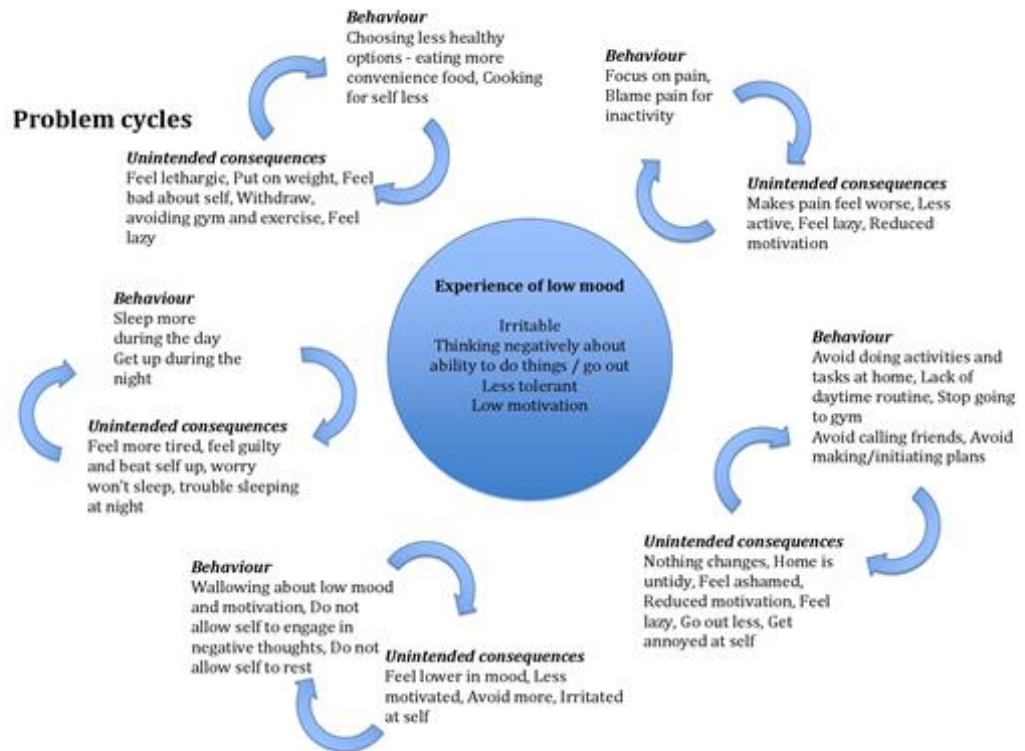 Problem cycles
Behaviour
Choosing less healthy
options - eating more
convenience food, Cooking
for self less
Unintended consequences
Feel lethargic, Put on weight, Feel
bad about self, Withdraw,
avoiding gym and exercise, Feel
lazy
Behaviour
Focus on pain,
Blame pain for
inactivity
Unintended consequences
Makes pain feel worse, Less
active, Feel lazy, Reduced
motivation
Experience of low mood
Irritable
Thinking negatively about
ability to do things / go out
Less tolerant
Low motivation
Behaviour
Sleep more
during the day
Get up during the
night
Unintended consequences
Feel more tired, feel guilty
and beat self up, worry
won't sleep, trouble sleeping
at night
Behaviour
Avoid doing activities and
tasks at home, Lack of
daytime routine, Stop going
to gym
Avoid calling friends, Avoid
making/initiating plans
Unintended consequences
Nothing changes, Home is
untidy, Feel ashamed,
Reduced motivation, Feel
lazy, Go out less, Get
annoyed at self
Behaviour
Wallowing about low mood
and motivation, Do not
allow self to engage in
negative thoughts, Do not
allow self to rest
Unintended consequences
Feel lower in mood, Less
motivated, Avoid more, Irritated
at self